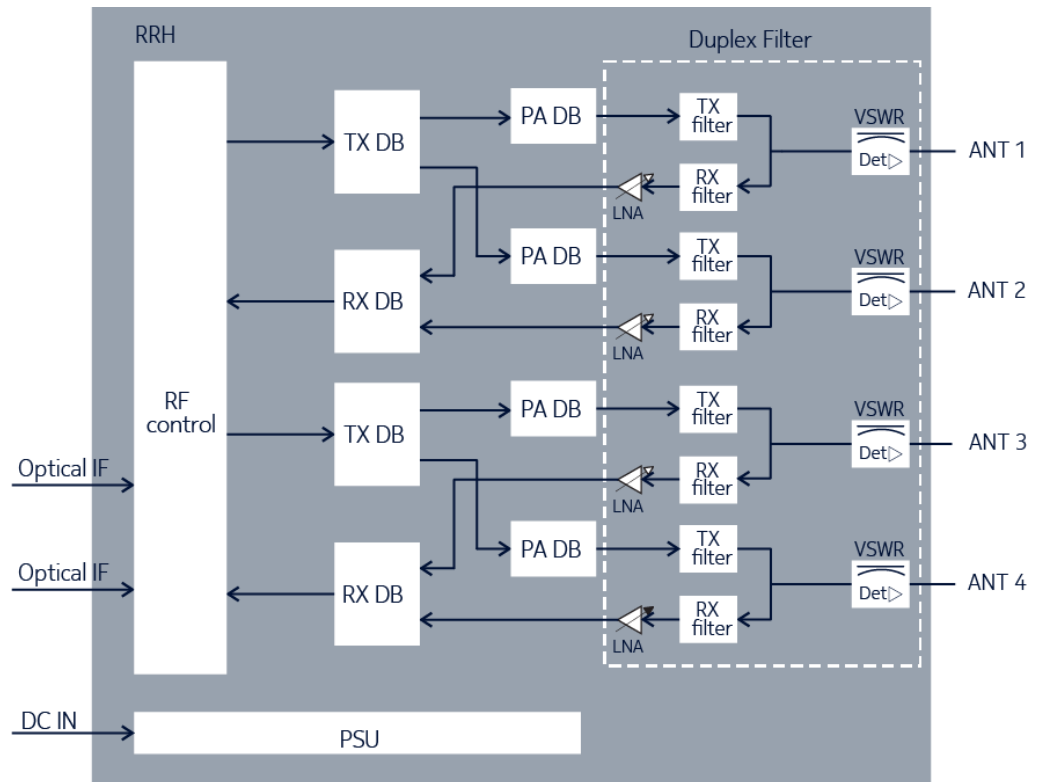 RRH
Duplex Filter
TX DB
PA DB
TX
filter
VSWR
Det
ANT 1
RX
filter
LNA
PA DB
TX
filter
VSWR
Det
ANT 2
RX DB
RX
filter
LNA
RF
control
TX DB
PA DB
TX
filter
VSWR
Det
ANT 3
RX
filter
LNA
Optical IF
PA DB
TX
filter
VSWR
Det
ANT 4
Optical IF
RX DB
RX
filter
LNA
DC IN
PSU